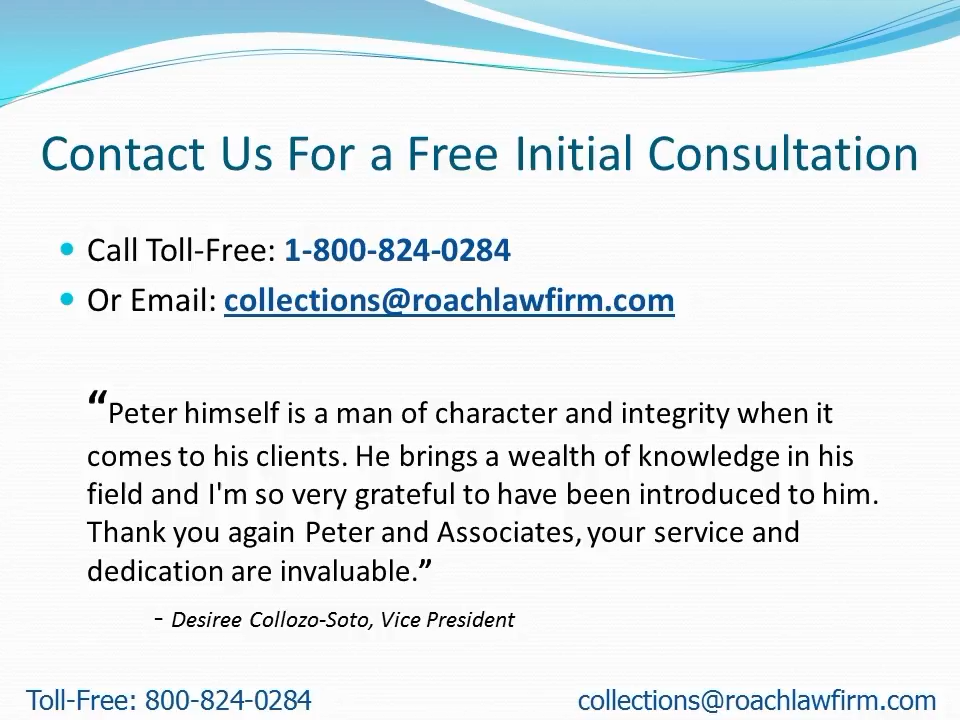 Contact Us For a Free Initial Consultation
• Call Toll-Free: 1-800-824-0284
• Or Email: collections@roachlawfirm.com
“Peter himself is a man of character and integrity when it
comes to his clients. He brings a wealth of knowledge in his
field and I'm so very grateful to have been introduced to him.
Thank you again Peter and Associates, your service and
dedication are invaluable.”
- Desiree Collozo-Soto, Vice President
Toll-Free: 800-824-0284 collections@roachlawfirm.com